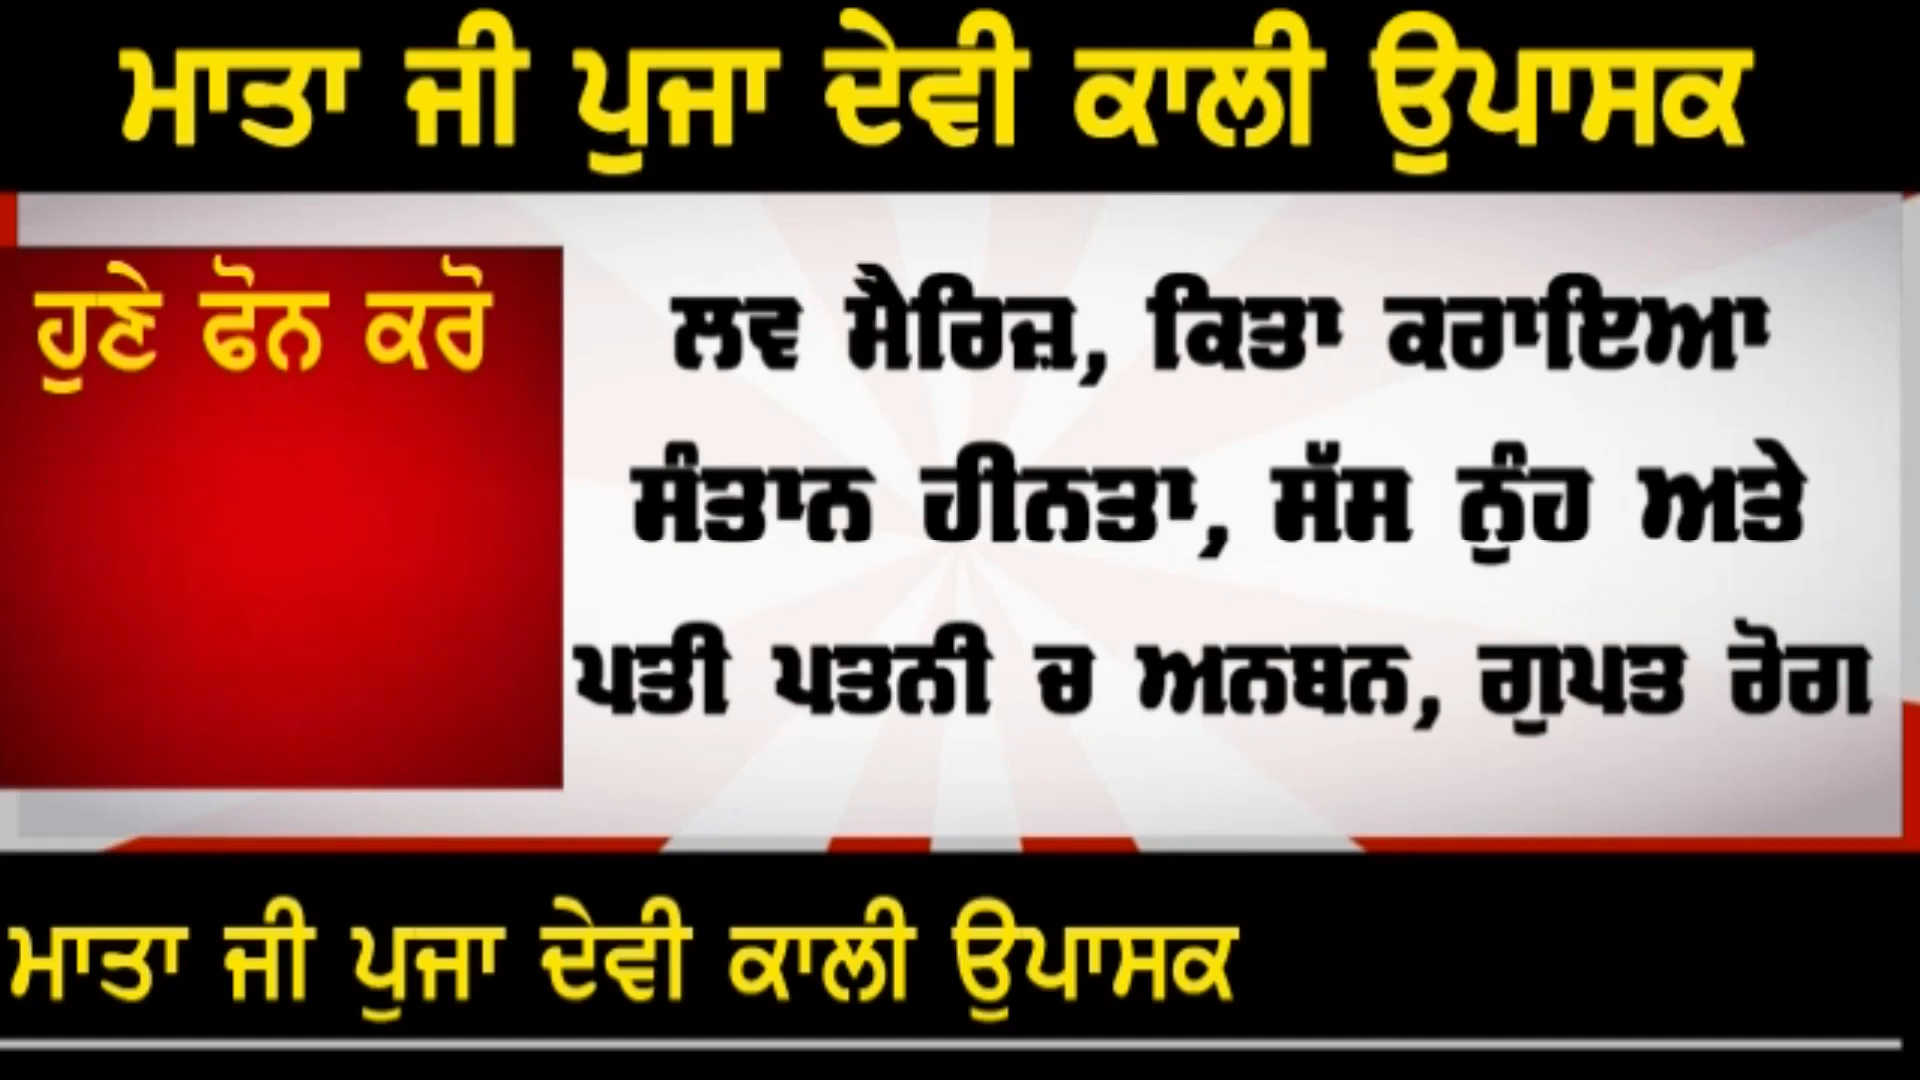 ਮਾਤਾ ਜੀ ਪੁਜਾ ਦੇਵੀ ਕਾਲੀ ਉਪਾਸਕ
ਹੁਣੇ ਫੋਨ ਕਰੋ
ਲਵ ਮੈਰਿਜ਼, ਕਿਤਾ ਕਰਾਇਆ
ਸੰਤਾਨ ਹੀਨਤਾ, ਸੱਸ ਨੂੰਹ ਅਤੇ
ਪਤੀ ਪਤਨੀ ਚ ਅਨਬਨ, ਗੁਪਤ ਰੋਗ
ਮਾਤਾ ਜੀ ਪੁਜਾ ਦੇਵੀ ਕਾਲੀ ਉਪਾਸਕ